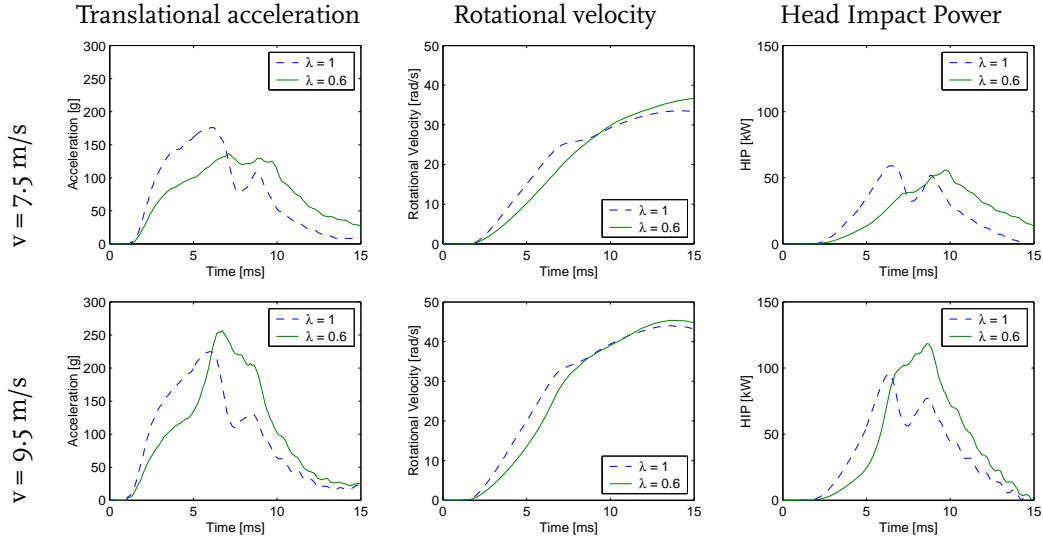 Translational acceleration
Rotational velocity
Head Impact Power
v = 7.5 m/s
300
250
200
150
100
50
0
Acceleration [g]
λ = 1
λ = 0.6
0 5 10 15
Time [ms]
50
40
30
20
10
0
Rotational Velocity [rad/s]
λ = 1
λ = 0.6
0 5 10 15
Time [ms]
150
100
50
0
HIP [kW]
λ = 1
λ = 0.6
0 5 10 15
Time [ms]
v = 9.5 m/s
300
250
200
150
100
50
0
Acceleration [g]
λ = 1
λ = 0.6
0 5 10 15
Time [ms]
50
40
30
20
10
0
Rotational Velocity [rad/s]
λ = 1
λ = 0.6
0 5 10 15
Time [ms]
150
100
50
0
HIP [kW]
λ = 1
λ = 0.6
0 5 10 15
Time [ms]